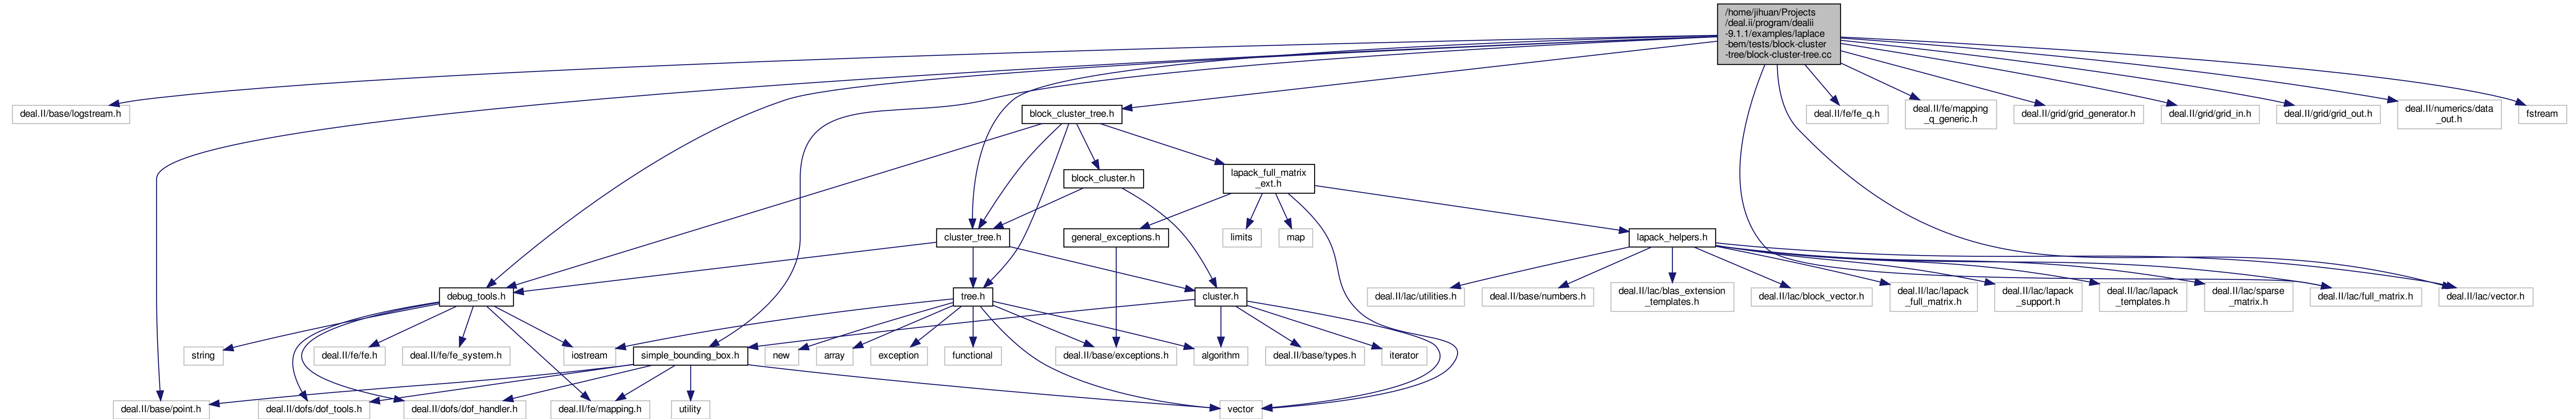 /home/jihuan/Projects
/deal.ii/program/dealii
-9.1.1/examples/laplace
-bem/tests/block-cluster
-tree/block-cluster-tree.cc
deal.II/base/logstream.h
block_cluster_tree.h
deal.II/fe/fe_q.h
deal.II/fe/mapping
_q_generic.h
deal.II/grid/grid_generator.h
deal.II/grid/grid_in.h
deal.II/grid/grid_out.h
deal.II/numerics/data
_out.h
fstream
block_cluster.h
lapack_full_matrix
_ext.h
cluster_tree.h
general_exceptions.h
limits
map
lapack_helpers.h
debug_tools.h
tree.h
cluster.h
deal.II/lac/utilities.h
deal.II/base/numbers.h
deal.II/lac/blas_extension
_templates.h
deal.II/lac/block_vector.h
deal.II/lac/lapack
_full_matrix.h
deal.II/lac/lapack
_support.h
deal.II/lac/lapack
_templates.h
deal.II/lac/sparse
_matrix.h
deal.II/lac/full_matrix.h
deal.II/lac/vector.h
string
deal.II/fe/fe.h
deal.II/fe/fe_system.h
iostream
simple_bounding_box.h
new
array
exception
functional
deal.II/base/exceptions.h
algorithm
deal.II/base/types.h
iterator
deal.II/base/point.h
deal.II/dofs/dof_tools.h
deal.II/dofs/dof_handler.h
deal.II/fe/mapping.h
utility
vector